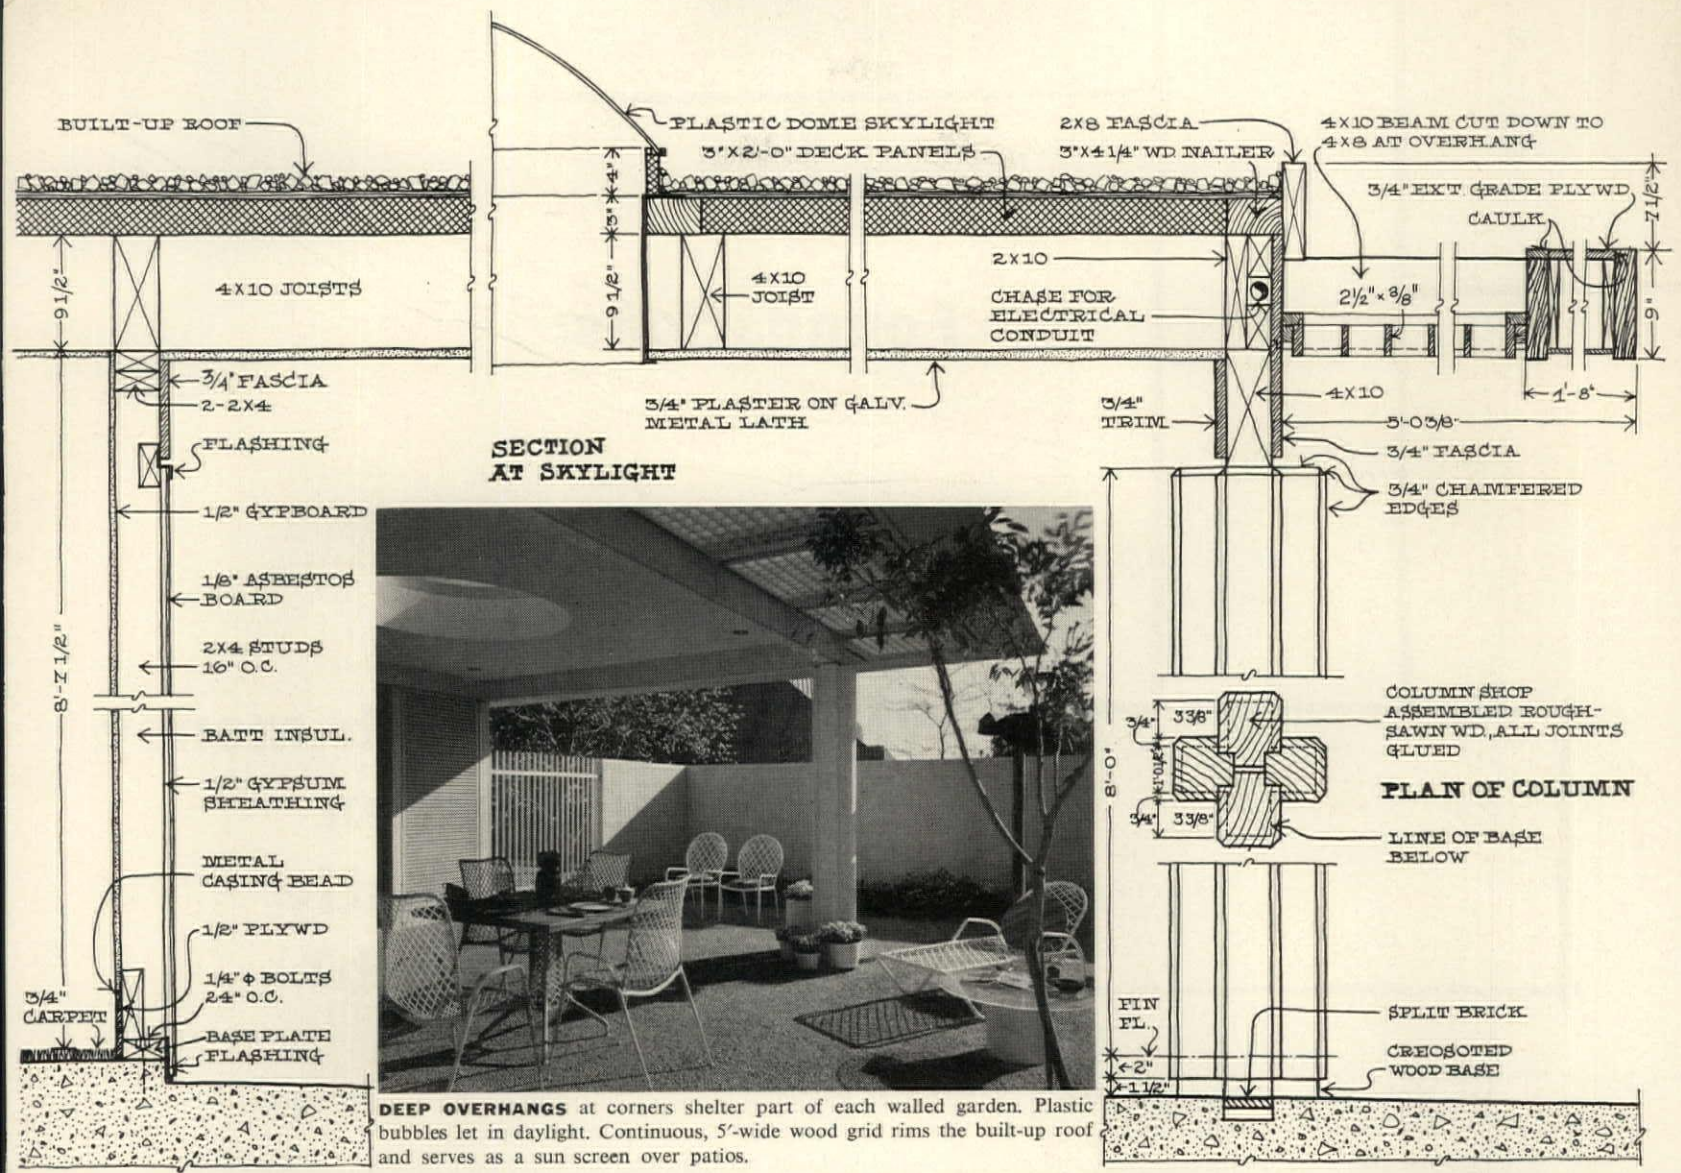 BUILT-UP ROOF
PLASTIC DOME SKYLIGHT
3"X2'-0" DECK PANELS
2X8 FASCIA
3"X4 1/4" WD NAILER
4X10 BEAM CUT DOWN TO
4X8 AT OVERHANG
3/4" EXT. GRADE PLYWD
CAULK
7 1/2"
4"
3"
9 1/2"
9 1/2"
4X10 JOISTS
4X10
JOIST
2X10
CHASE FOR
ELECTRICAL
CONDUIT
2 1/2" x 3/8"
9"
1'-8"
5'-0 3/8"
4X10
3/4" FASCIA
3/4"
TRIM
3/4" PLASTER ON GALV.
METAL LATH
SECTION
AT SKYLIGHT
3/4" FASCIA
2-2X4
FLASHING
1/2" GYPBOARD
1/8" ASBESTOS
BOARD
2X4 STUDS
16" O.C.
8'-7 1/2"
BATT INSUL.
1/2" GYPSUM
SHEATHING
METAL
CASING BEAD
1/2" PLYWD
1/4" ɸ BOLTS
24" O.C.
3/4"
CARPET
BASE PLATE
FLASHING
3/4" CHAMFERED
EDGES
8'-0"
COLUMN SHOP
ASSEMBLED ROUGH-
SAWN WD., ALL JOINTS
GLUED
PLAN OF COLUMN
3/4"
3 3/8"
3/4"
3 3/8"
LINE OF BASE
BELOW
FIN
FL.
2"
1 1/2"
SPLIT BRICK
CREOSOTED
WOOD BASE
DEEP OVERHANGS at corners shelter part of each walled garden. Plastic
bubbles let in daylight. Continuous, 5'-wide wood grid rims the built-up roof
and serves as a sun screen over patios.